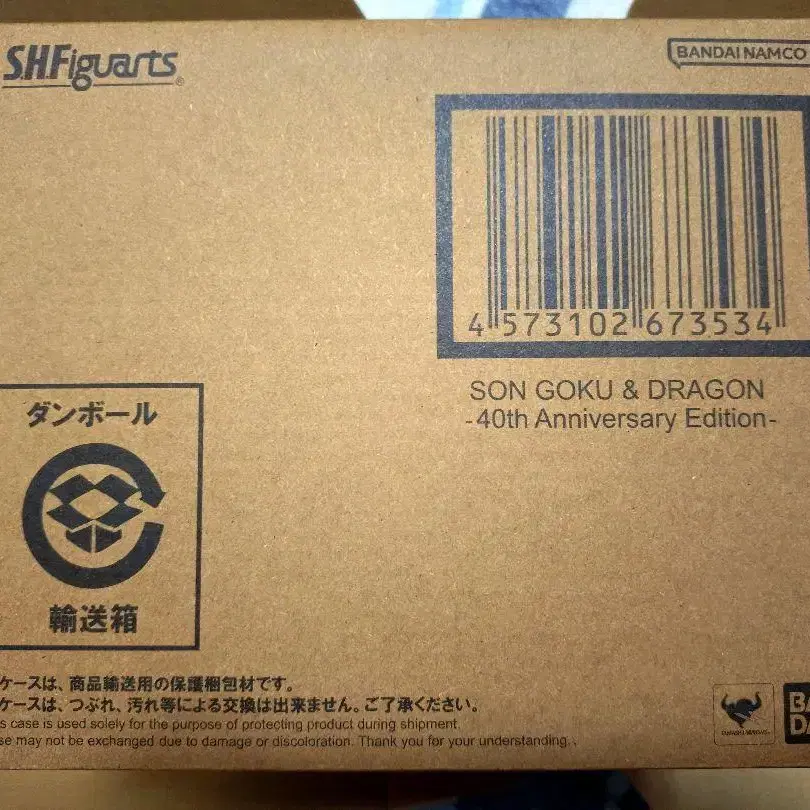 S.H.Figuarts
BANDAI NAMCO
4 573102 673534
SON GOKU & DRAGON
-40th Anniversary Edition-
ダンボール
輸送箱
ケースは、商品輸送用の保護梱包材です。
ケースは、つぶれ、汚れ等による交換は出来ません。ご了承ください。
s case is used solely for the purpose of protecting product during shipment.
se may not be exchanged due to damage or discoloration. Thank you for your understanding.
TAMASHII NATIONS
BA
DA